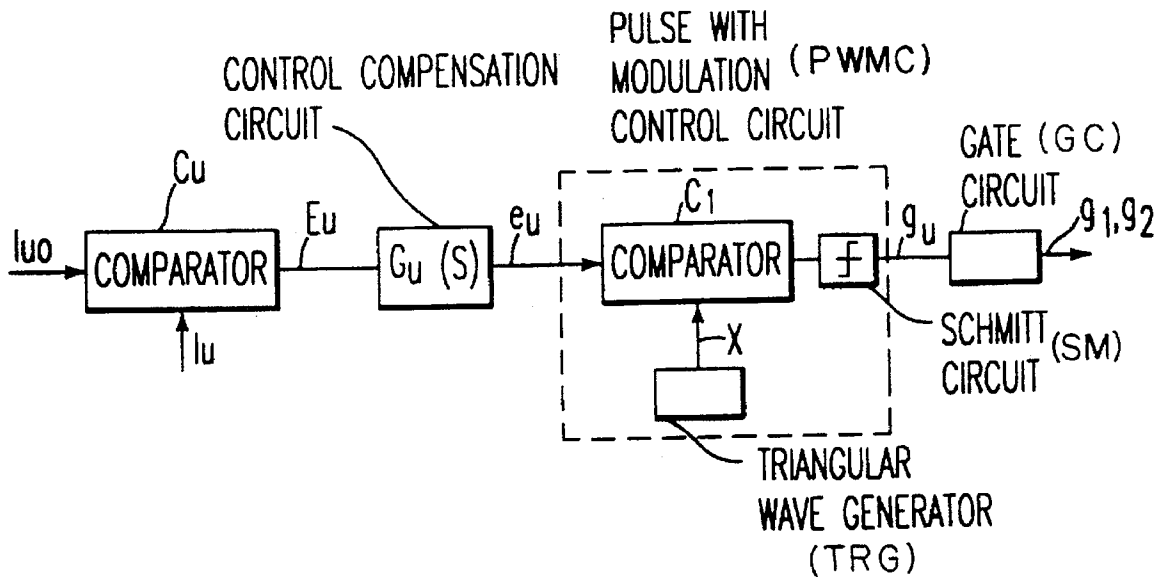 PULSE WITH
MODULATION (PWMC)
CONTROL CIRCUIT
CONTROL COMPENSATION
CIRCUIT
GATE (GC)
CIRCUIT
Cu
Eu
eu
C1
gu
g1,g2
Iuo
COMPARATOR
Gu (S)
COMPARATOR
Iu
X
SCHMITT (SM)
CIRCUIT
TRIANGULAR
WAVE GENERATOR
(TRG)